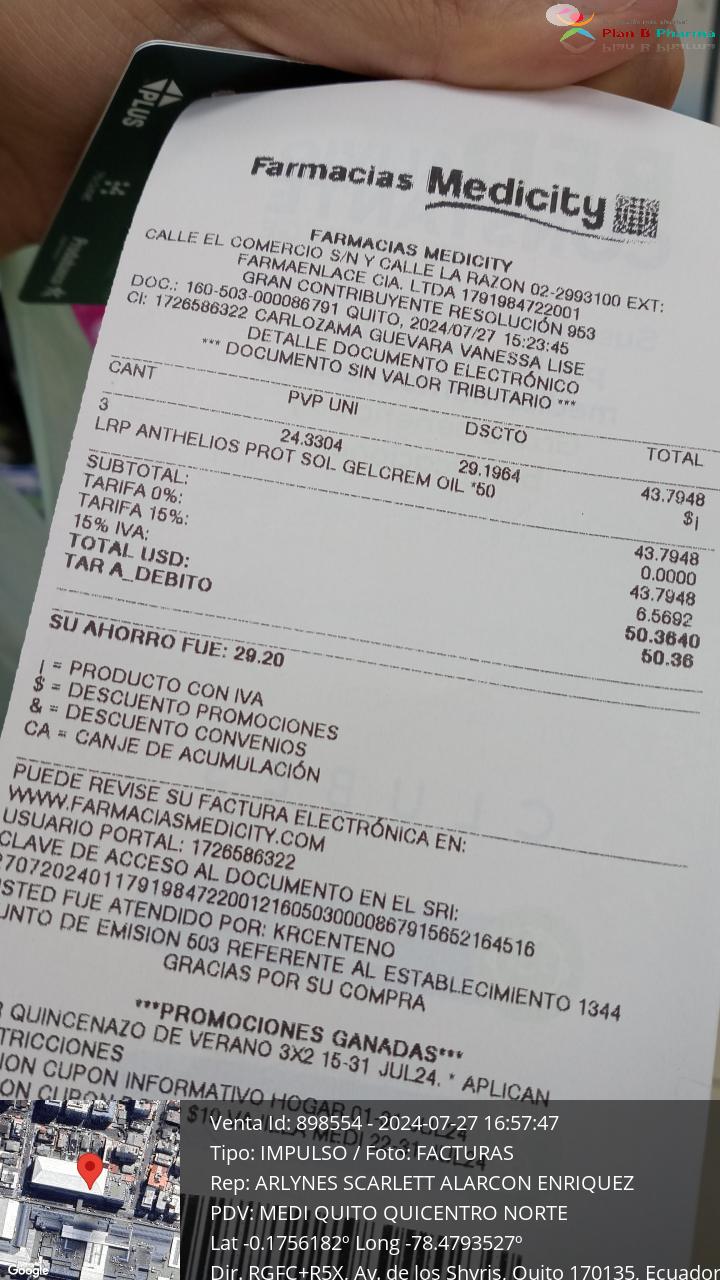 Plan B Pharma
PLUS
Farmacias Medicity
FARMACIAS MEDICITY
CALLE EL COMERCIO S/N Y CALLE LA RAZON 02-2993100 EXT:
FARMAENLACE CIA. LTDA 1791984722001
GRAN CONTRIBUYENTE RESOLUCIÓN 953
DOC.: 160-503-000086791 QUITO, 2024/07/27 15:23:45
CI: 1726586322 CARLOZAMA GUEVARA VANESSA LISE
DETALLE DOCUMENTO ELECTRÓNICO
*** DOCUMENTO SIN VALOR TRIBUTARIO ***
CANT PVP UNI DSCTO TOTAL
3 24.3304 29.1964 43.7948
LRP ANTHELIOS PROT SOL GELCREM OIL *50 $¡
SUBTOTAL: 43.7948
TARIFA 0%: 0.0000
TARIFA 15%: 43.7948
15% IVA: 6.5692
TOTAL USD: 50.3640
TAR A_DEBITO 50.36
SU AHORRO FUE: 29.20
¡ = PRODUCTO CON IVA
$ = DESCUENTO PROMOCIONES
& = DESCUENTO CONVENIOS
CA = CANJE DE ACUMULACIÓN
PUEDE REVISE SU FACTURA ELECTRÓNICA EN:
WWW.FARMACIASMEDICITY.COM
USUARIO PORTAL: 1726586322
CLAVE DE ACCESO AL DOCUMENTO EN EL SRI:
2707202401179198472200121605030000867915652164516
USTED FUE ATENDIDO POR: KRCENTENO
UNTO DE EMISION 503 REFERENTE AL ESTABLECIMIENTO 1344
GRACIAS POR SU COMPRA
***PROMOCIONES GANADAS***
QUINCENAZO DE VERANO 3X2 15-31 JUL24. * APLICAN
TRICCIONES
ION CUPON INFORMATIVO HOGAR
ON CUPON
Venta Id: 898554 - 2024-07-27 16:57:47
Tipo: IMPULSO / Foto: FACTURAS
Rep: ARLYNES SCARLETT ALARCON ENRIQUEZ
PDV: MEDI QUITO QUICENTRO NORTE
Lat -0.1756182º Long -78.4793527º
Dir. RGFC+R5X, Av. de los Shyris, Quito 170135, Ecuador
Google